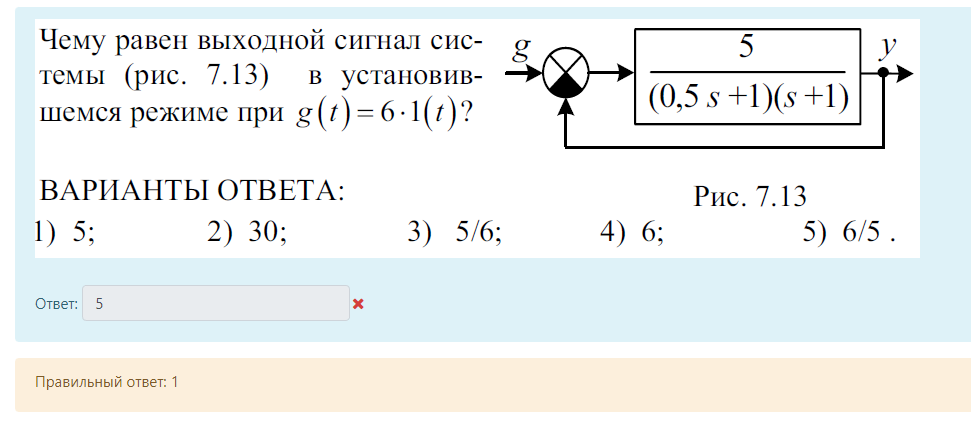 Чему равен выходной сигнал сис-
темы (рис. 7.13) в установив-
шемся режиме при g(t)=6·1(t)?
g
5
(0,5 s +1)(s +1)
y
ВАРИАНТЫ ОТВЕТА:
Рис. 7.13
1) 5; 2) 30; 3) 5/6; 4) 6; 5) 6/5 .
Ответ: 5
Правильный ответ: 1